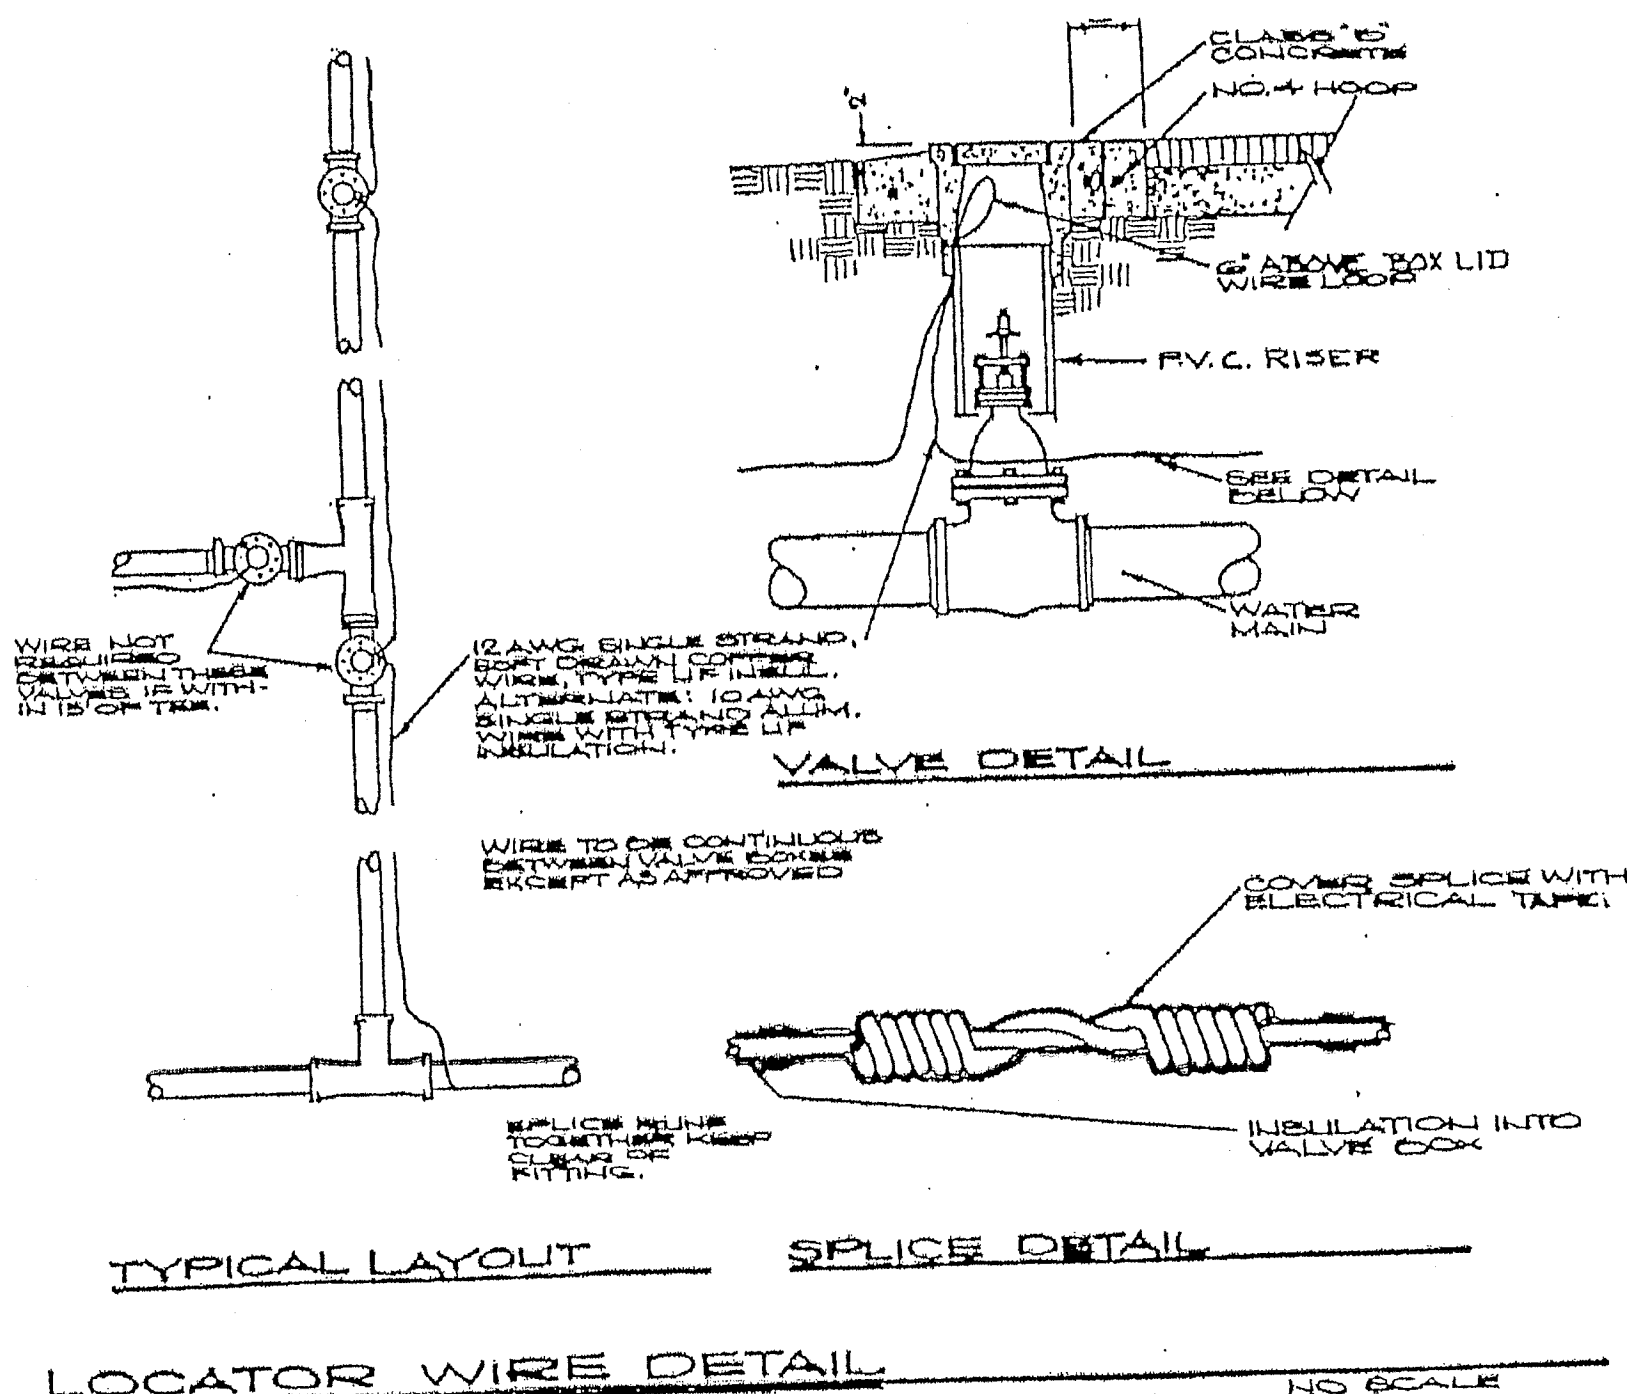 CLASS "B"
CONCRETE
NO. 4 HOOP
2"
6" ABOVE BOX LID
WIRE LOOP
P.V.C. RISER
SEE DETAIL
BELOW
WATER
MAIN
WIRE NOT
REQUIRED
BETWEEN THESE
VALVES IF WITH-
IN 15' OF TEE.
12 AWG SINGLE STRAND,
SOFT DRAWN COPPER
WIRE, TYPE UF INSUL.
ALTERNATE: 10 AWG
SINGLE STRAND ALUM.
WIRE WITH TYPE UF
INSULATION.
VALVE DETAIL
WIRE TO BE CONTINUOUS
BETWEEN VALVE BOXES
EXCEPT AS APPROVED
COVER SPLICE WITH
ELECTRICAL TAPE.
SPLICE
TOGETHER KEEP
CLEAR OF
FITTING.
INSULATION INTO
VALVE BOX
TYPICAL LAYOUT
SPLICE DETAIL
LOCATOR WIRE DETAIL
NO SCALE